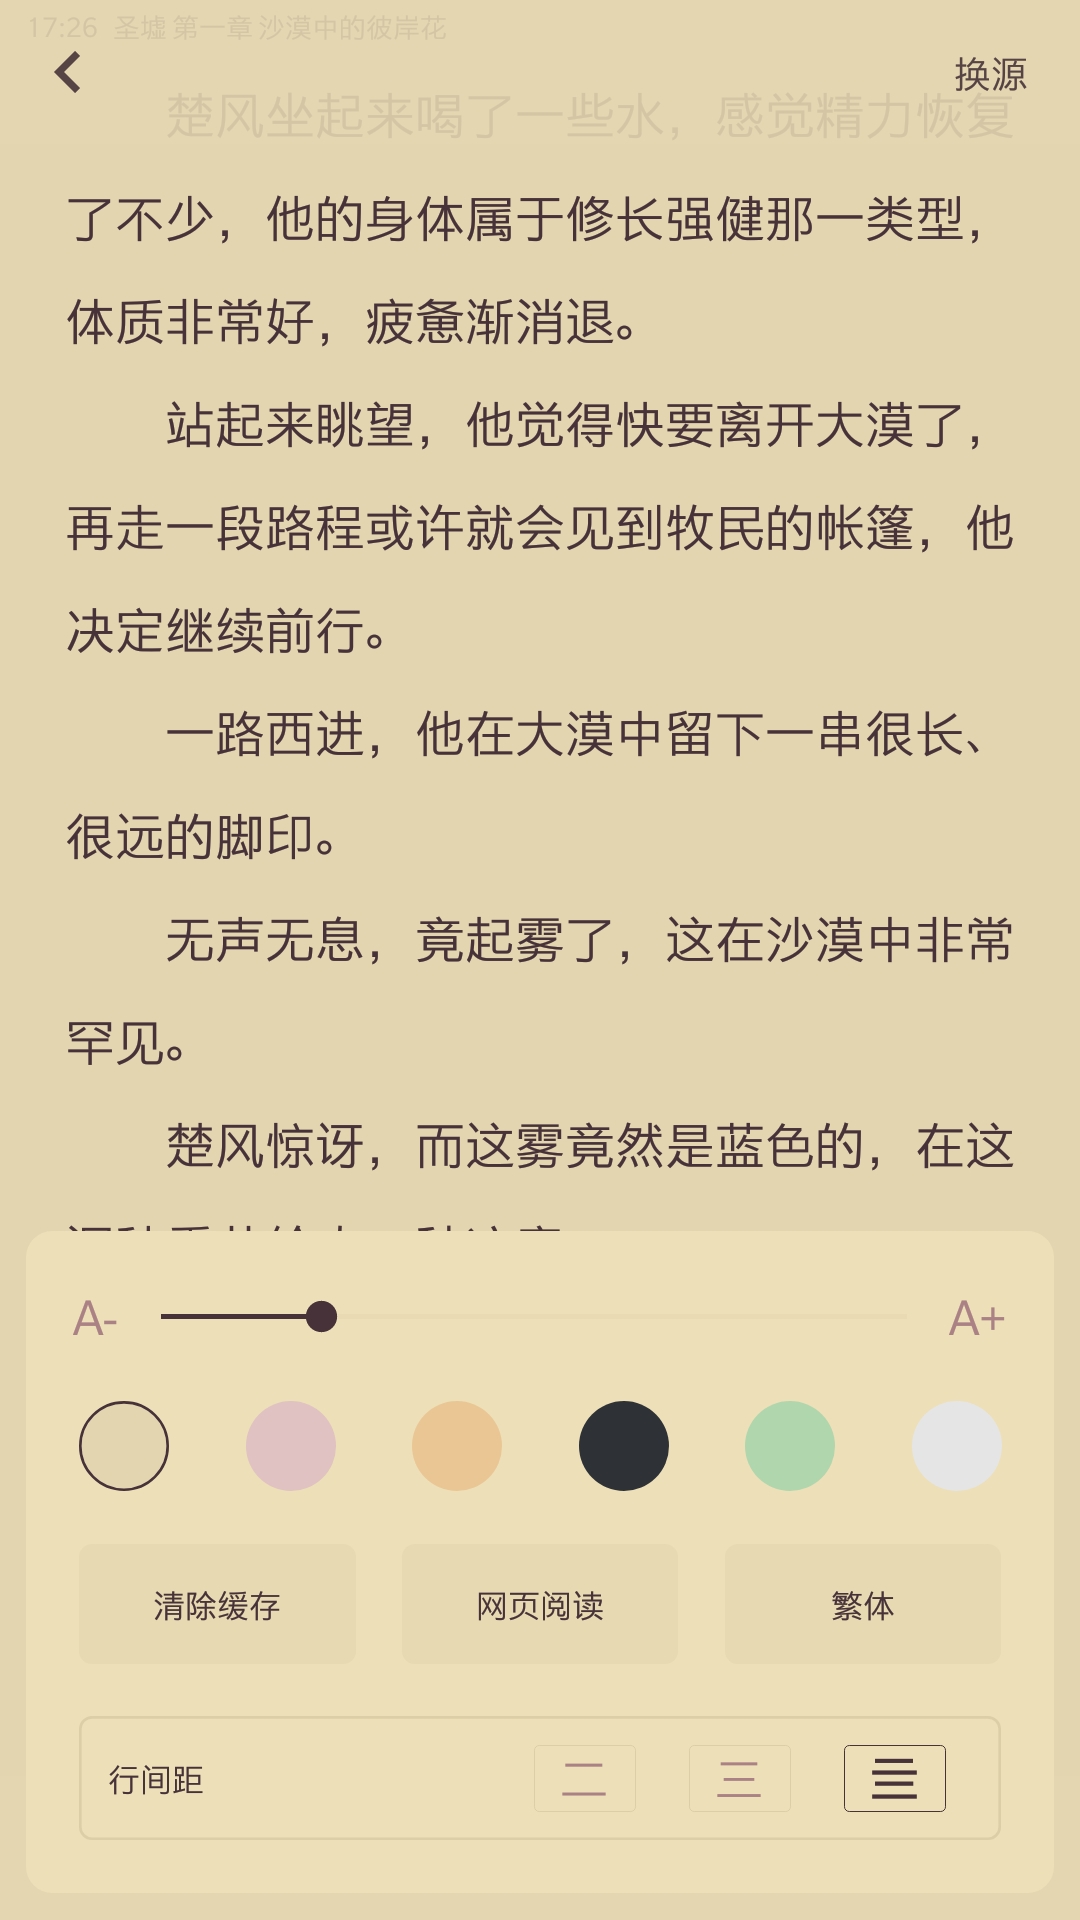 17:26 圣墟 第一章 沙漠中的彼岸花
换源
楚风坐起来喝了一些水，感觉精力恢复
了不少，他的身体属于修长强健那一类型，
体质非常好，疲惫渐消退。
站起来眺望，他觉得快要离开大漠了，
再走一段路程或许就会见到牧民的帐篷，他
决定继续前行。
一路西进，他在大漠中留下一串很长、
很远的脚印。
无声无息，竟起雾了，这在沙漠中非常
罕见。
楚风惊讶，而这雾竟然是蓝色的，在这
A-
A+
清除缓存
网页阅读
繁体
行间距